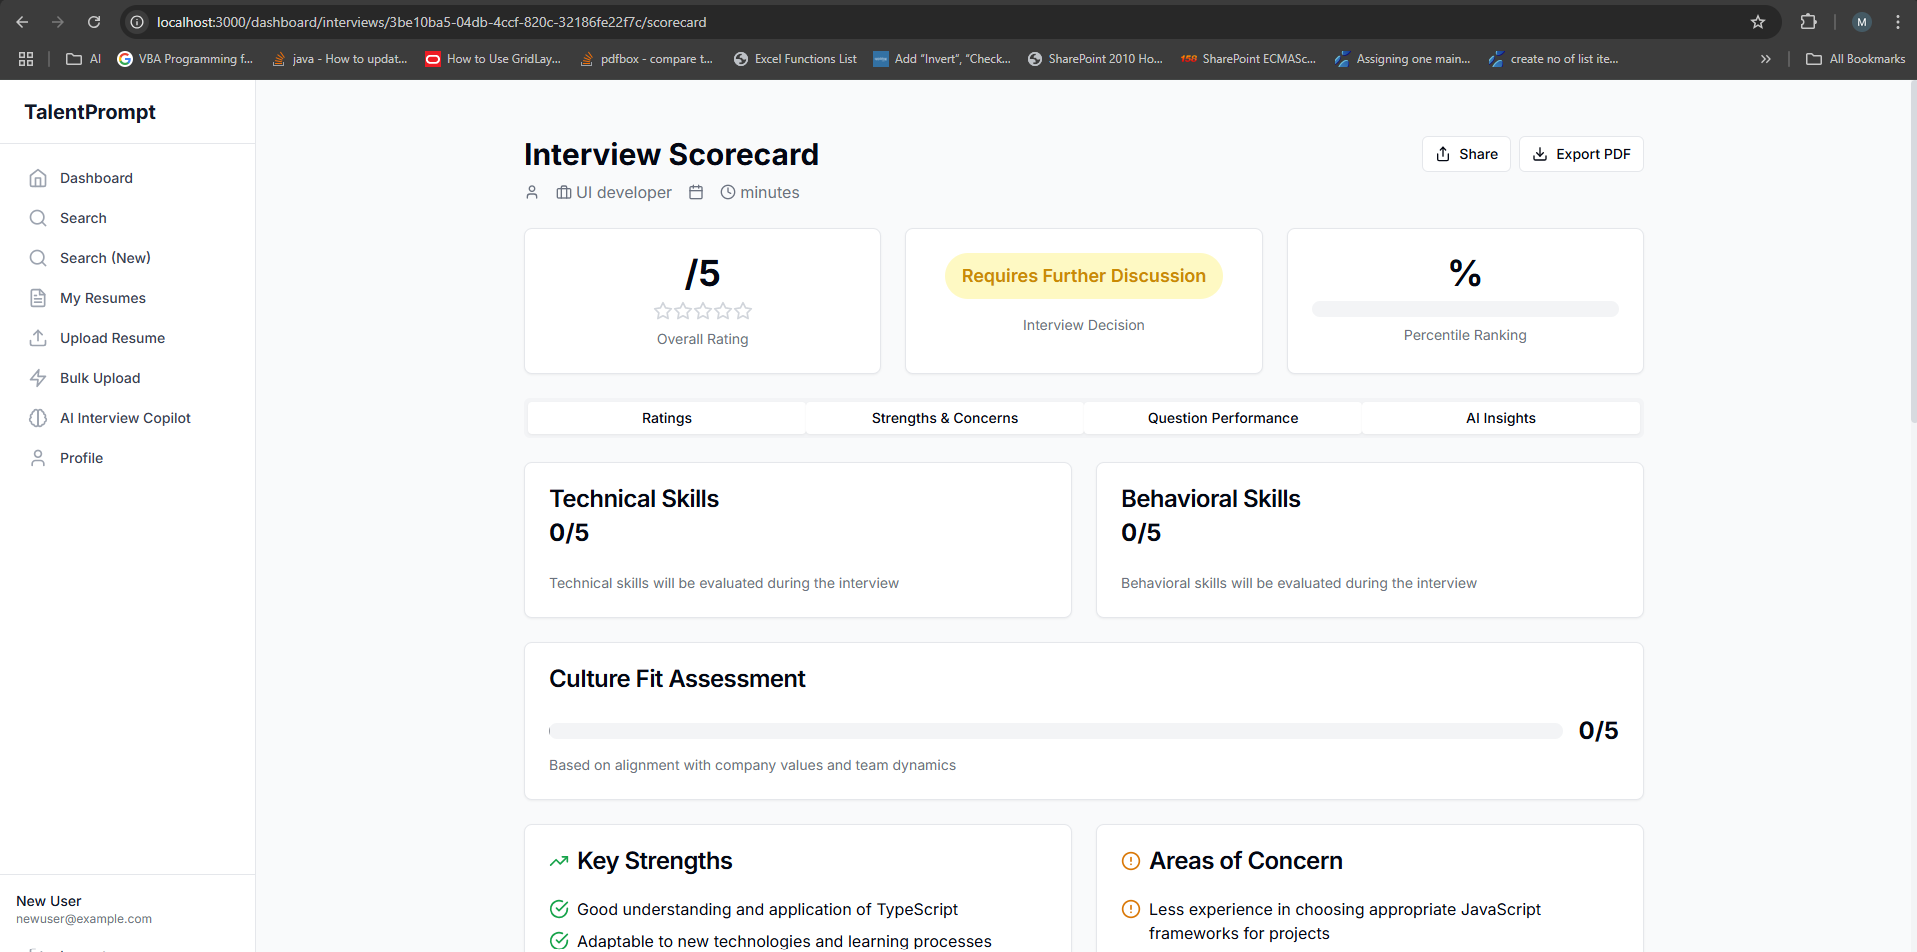 localhost:3000/dashboard/interviews/3be10ba5-04db-4ccf-820c-32186fe22f7c/scorecard
M
AI
VBA Programming f...
java - How to updat...
How to Use GridLay...
pdfbox - compare t...
Excel Functions List
Add “Invert”, “Check...
SharePoint 2010 Ho...
SharePoint ECMASc...
Assigning one main...
create no of list ite...
All Bookmarks
TalentPrompt
Dashboard
Search
Search (New)
My Resumes
Upload Resume
Bulk Upload
AI Interview Copilot
Profile
New User
newuser@example.com
Interview Scorecard
Share
Export PDF
UI developer
minutes
/5
Overall Rating
Requires Further Discussion
Interview Decision
%
Percentile Ranking
Ratings
Strengths & Concerns
Question Performance
AI Insights
Technical Skills
0/5
Technical skills will be evaluated during the interview
Behavioral Skills
0/5
Behavioral skills will be evaluated during the interview
Culture Fit Assessment
0/5
Based on alignment with company values and team dynamics
Key Strengths
Good understanding and application of TypeScript
Adaptable to new technologies and learning processes
Areas of Concern
Less experience in choosing appropriate JavaScript
frameworks for projects